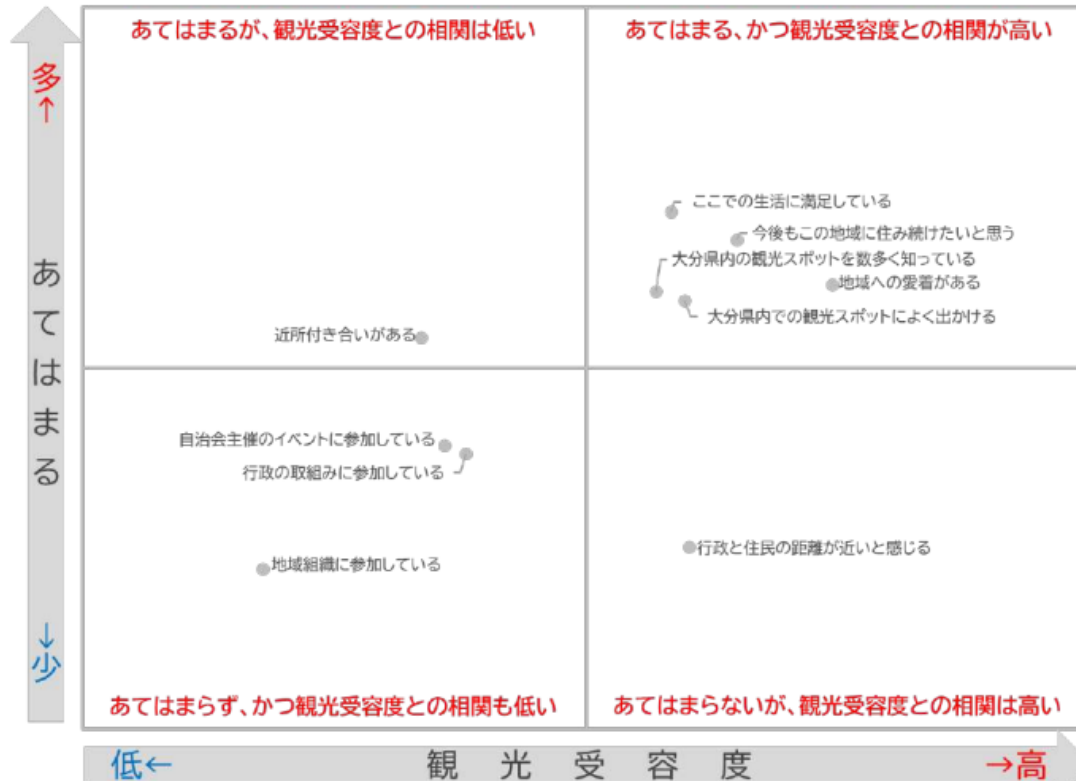 あてはまるが、観光受容度との相関は低い
あてはまる、かつ観光受容度との相関が高い
多↑
あてはまる
↓少
ここでの生活に満足している
今後もこの地域に住み続けたいと思う
大分県内の観光スポットを数多く知っている
地域への愛着がある
大分県内での観光スポットによく出かける
近所付き合いがある
自治会主催のイベントに参加している
行政の取組みに参加している
地域組織に参加している
行政と住民の距離が近いと感じる
あてはまらず、かつ観光受容度との相関も低い
あてはまらないが、観光受容度との相関は高い
低← 観光受容度 →高